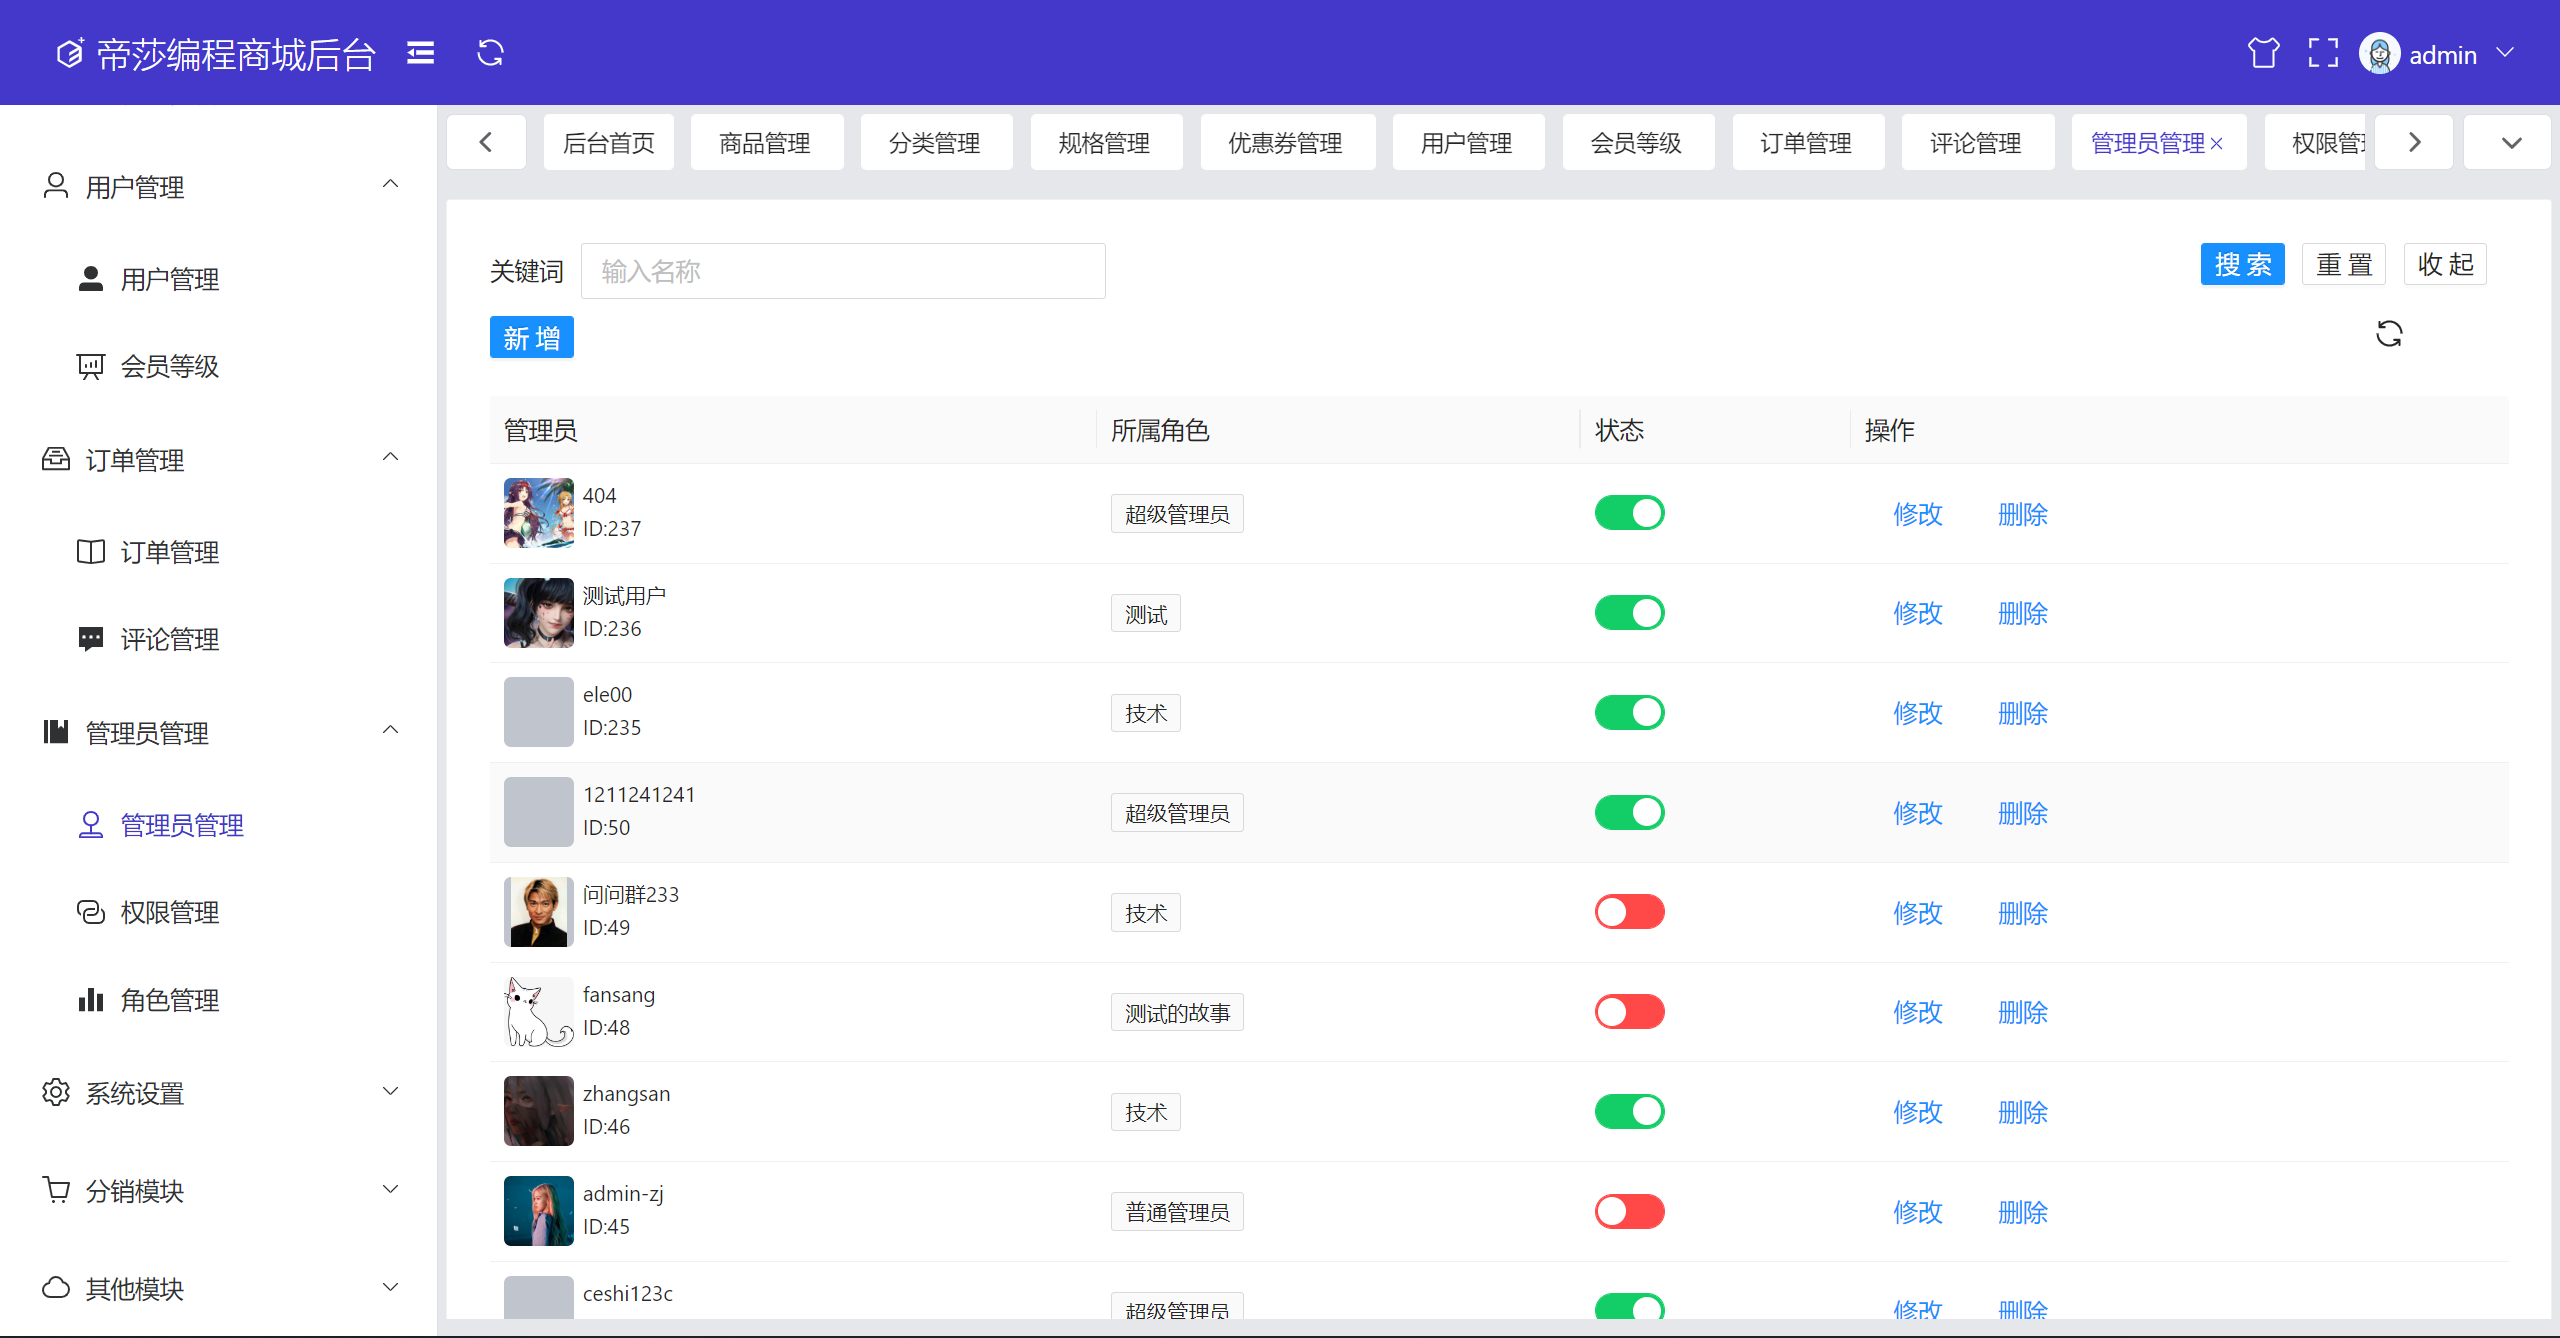 帝莎编程商城后台
admin
用户管理
用户管理
会员等级
订单管理
订单管理
评论管理
管理员管理
管理员管理
权限管理
角色管理
系统设置
分销模块
其他模块
后台首页 商品管理 分类管理 规格管理 优惠券管理 用户管理 会员等级 订单管理 评论管理 管理员管理 权限管
关键词 输入名称 搜 索 重 置 收 起
新 增
管理员 所属角色 状态 操作
404
ID:237
超级管理员 修改 删除
测试用户
ID:236
测试 修改 删除
ele00
ID:235
技术 修改 删除
1211241241
ID:50
超级管理员 修改 删除
问问群233
ID:49
技术 修改 删除
fansang
ID:48
测试的故事 修改 删除
zhangsan
ID:46
技术 修改 删除
admin-zj
ID:45
普通管理员 修改 删除
ceshi123c
超级管理员 修改 删除